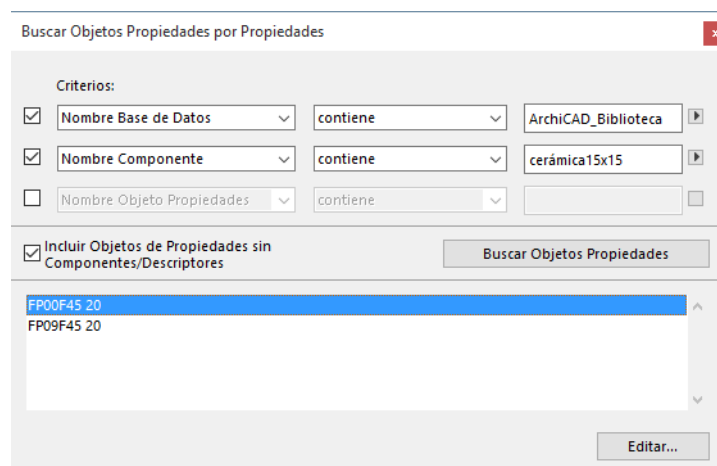 Buscar Objetos Propiedades por Propiedades
Criterios:
Nombre Base de Datos contiene ArchiCAD_Biblioteca
Nombre Componente contiene cerámica15x15
Nombre Objeto Propiedades contiene
Incluir Objetos de Propiedades sin
Componentes/Descriptores
Buscar Objetos Propiedades
FP00F45 20
FP09F45 20
Editar...